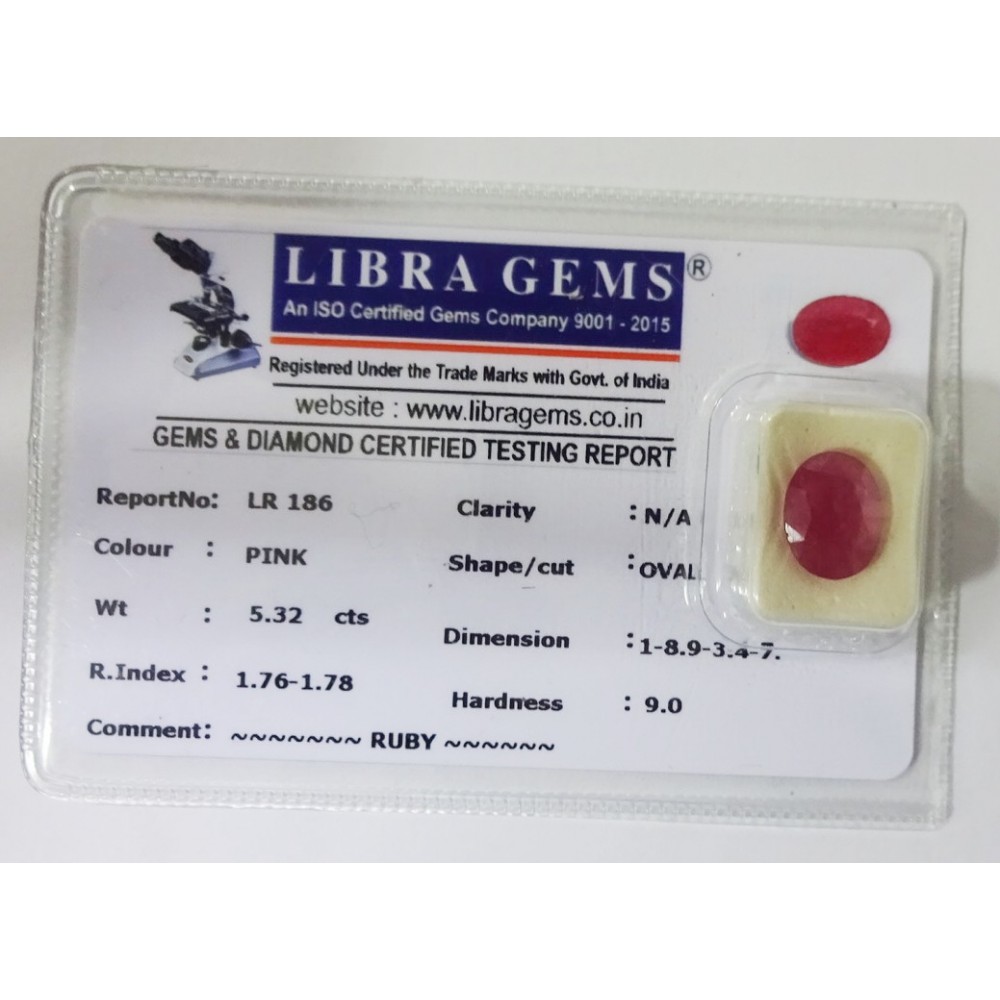 LIBRA GEMS®
An ISO Certified Gems Company 9001 - 2015
Registered Under the Trade Marks with Govt. of India
website : www.libragems.co.in
GEMS & DIAMOND CERTIFIED TESTING REPORT
ReportNo: LR 186
Colour : PINK
Wt : 5.32 cts
R.Index : 1.76-1.78
Comment: ~~~~~~~ RUBY ~~~~~~
Clarity : N/A
Shape/cut : OVAL
Dimension : 1-8.9-3.4-7.
Hardness : 9.0